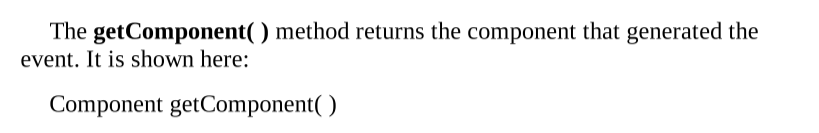 The getComponent( ) method returns the component that generated the
event. It is shown here:
Component getComponent( )